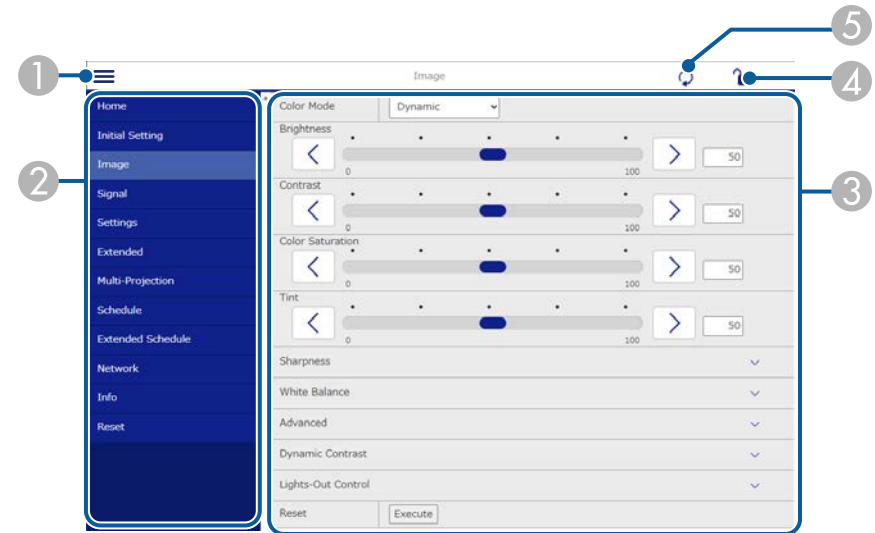 5
1
Image
4
Home
Initial Setting
Image
Signal
Settings
Extended
Multi-Projection
Schedule
Extended Schedule
Network
Info
Reset
2
Color Mode Dynamic
Brightness
0 100 50
Contrast
0 100 50
Color Saturation
0 100 50
Tint
0 100 50
Sharpness
White Balance
Advanced
Dynamic Contrast
Lights-Out Control
Reset Execute
3